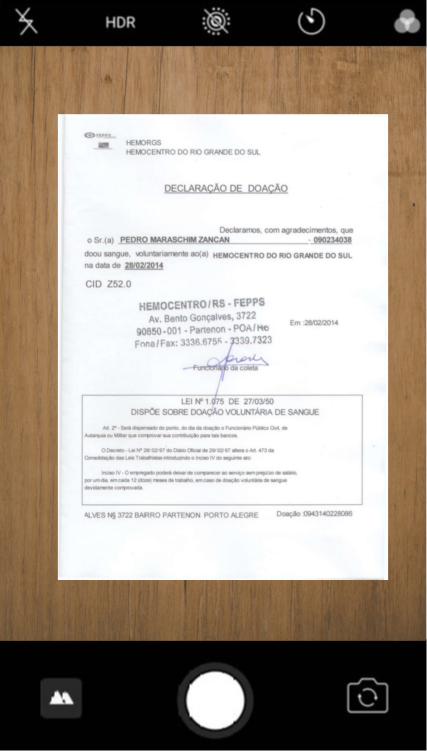 HDR
HEMORGS
HEMOCENTRO DO RIO GRANDE DO SUL
DECLARAÇÃO DE DOAÇÃO
Declaramos, com agradecimentos, que
o Sr.(a) PEDRO MARASCHIM ZANCAN - 090234038
doou sangue, voluntariamente ao(a) HEMOCENTRO DO RIO GRANDE DO SUL
na data de 28/02/2014
CID Z52.0
HEMOCENTRO/RS - FEPPS
Av. Bento Gonçalves, 3722
90650-001 - Partenon - POA/
Em :28/02/2014
Fone/Fax: 3336.6755 - 3339.7323
Funcionário da coleta
LEI Nº 1.075 DE 27/03/50
DISPÕE SOBRE DOAÇÃO VOLUNTÁRIA DE SANGUE
Art. 2º - Será dispensado do ponto, do dia da doação o Funcionário Público Civil, de
Autarquia ou Militar que comprovar sua contribuição para tais bancos.
O Decreto - Lei Nº 28/02/67 do Diário Oficial de 28/02/67 altera o Art. 473 da
Consolidação das Leis Trabalhistas introduzindo o Inciso IV do seguinte
Inciso IV - O empregado poderá deixar de comparecer ao serviço sem prejuízo de salário,
por um dia, em cada 12 (doze) meses de trabalho, em caso de doação voluntária de sangue
devidamente comprovada.
ALVES N§ 3722 BAIRRO PARTENON PORTO ALEGRE Doação :0943140228086